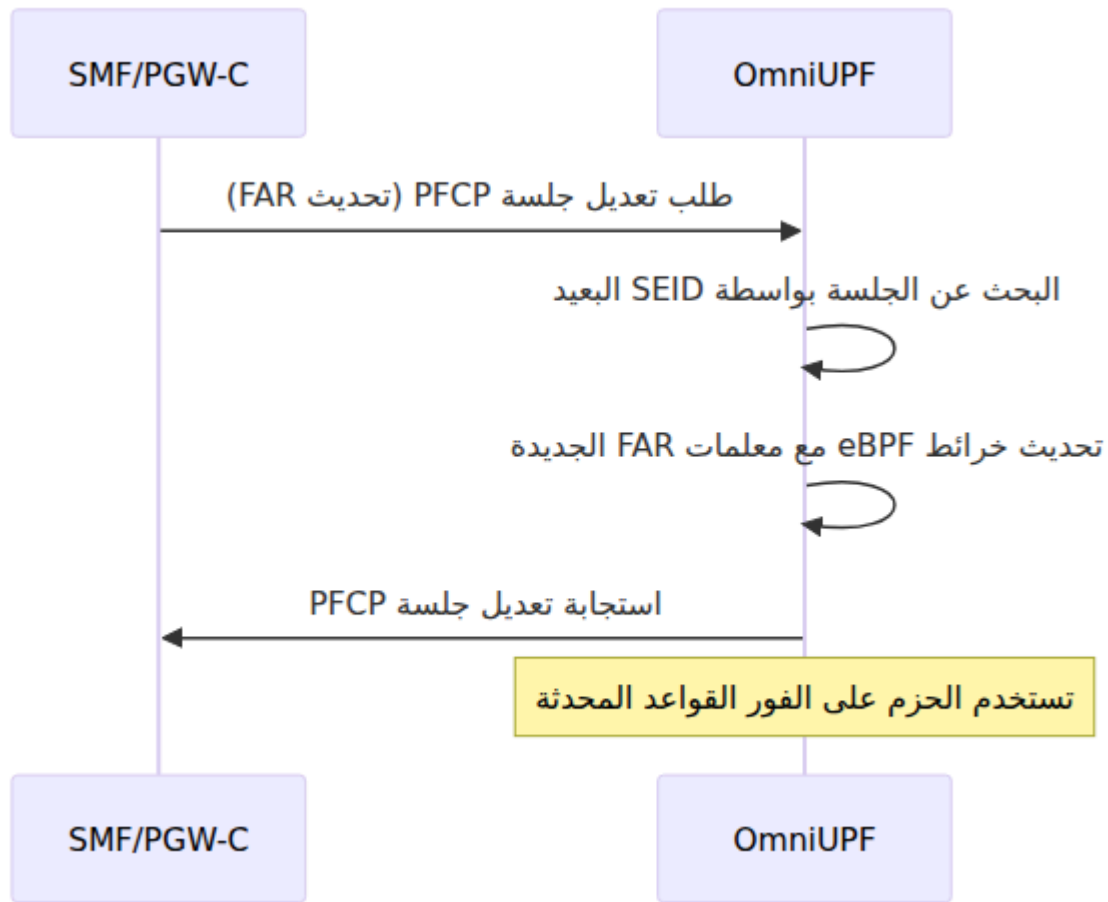 SMF/PGW-C
OmniUPF
طلب تعديل جلسة PFCP (تحديث FAR)
البحث عن الجلسة بواسطة SEID البعيد
تحديث خرائط eBPF مع معلمات FAR الجديدة
استجابة تعديل جلسة PFCP
تستخدم الحزم على الفور القواعد المحدثة
SMF/PGW-C
OmniUPF